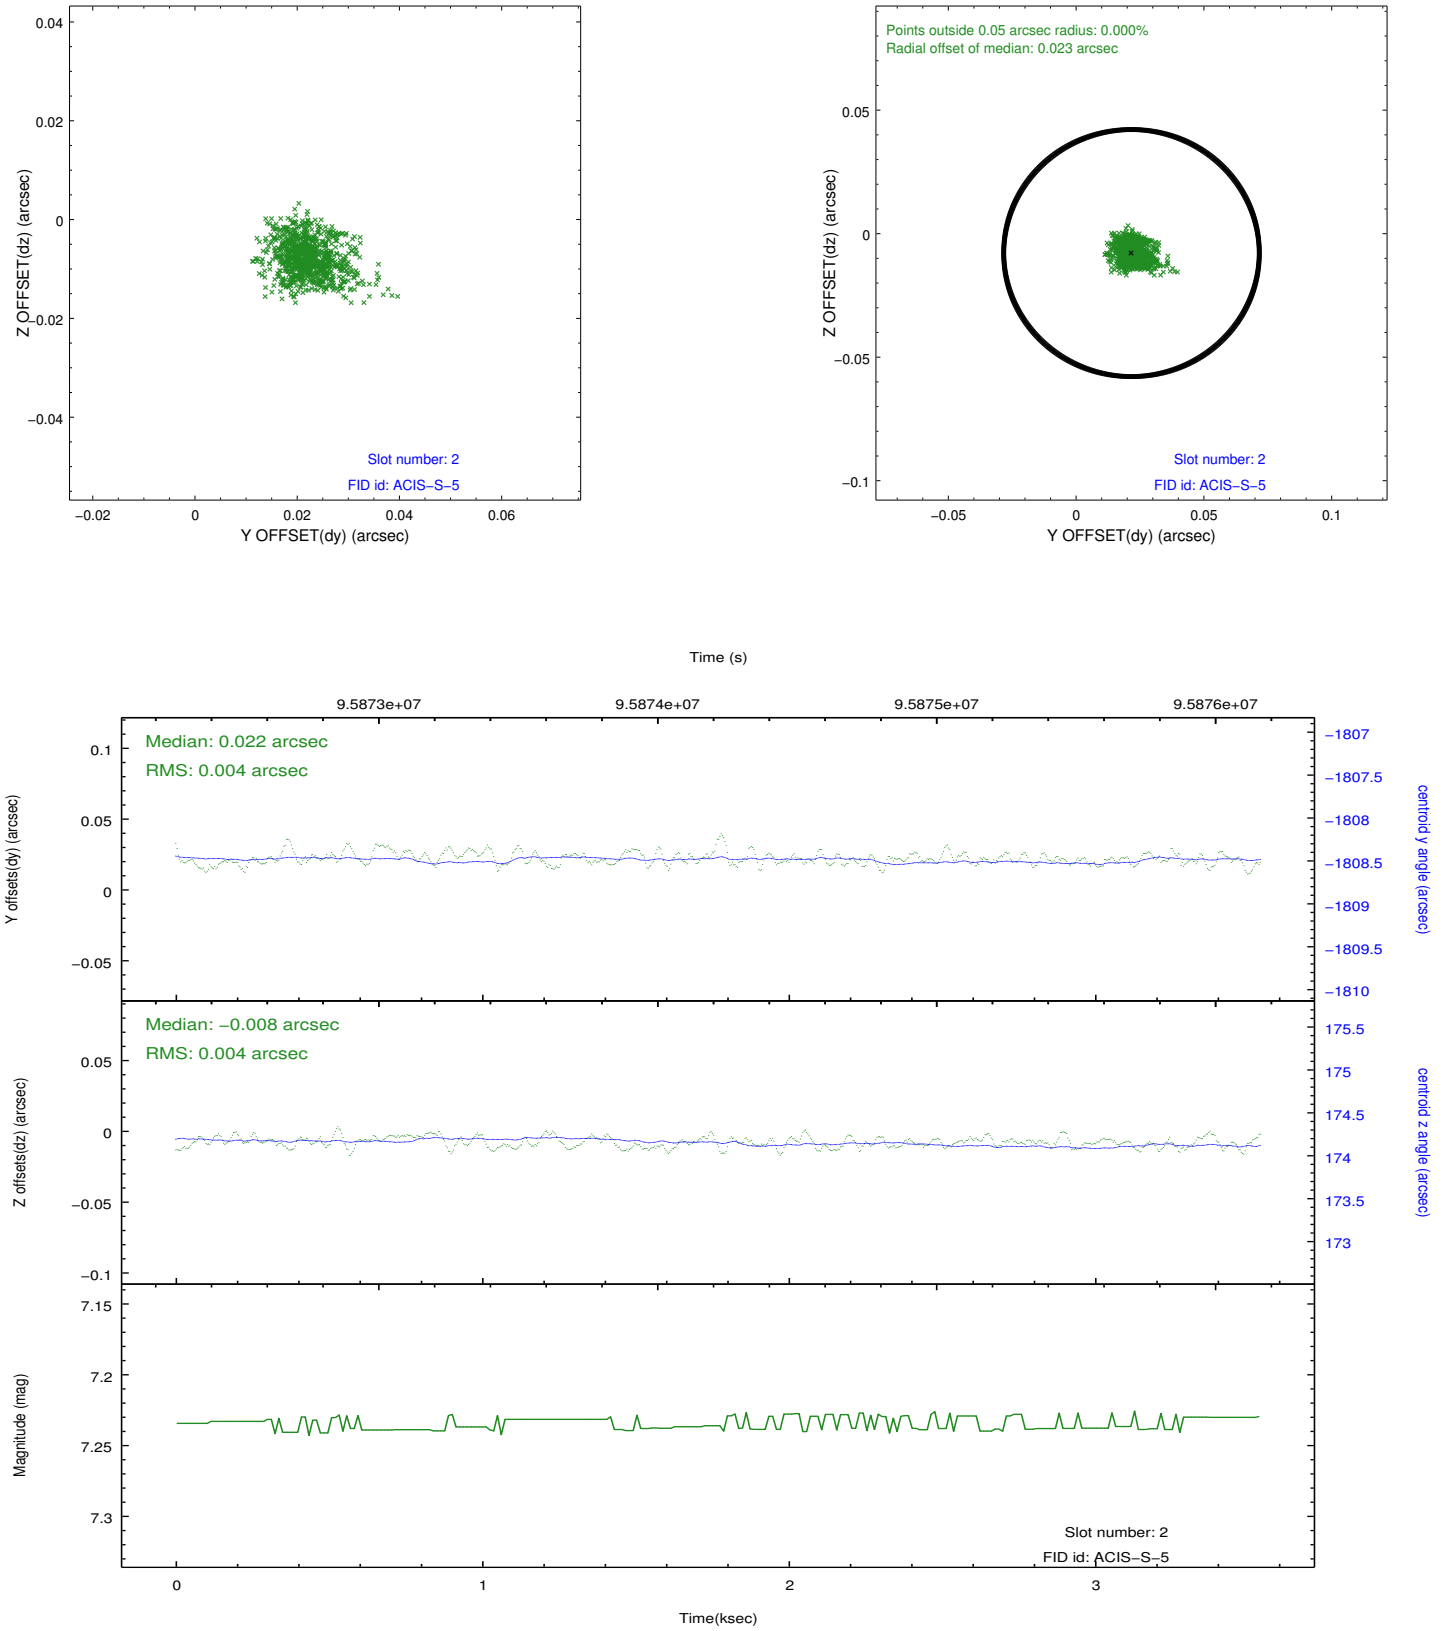 0.04
0.02
0
−0.02
−0.04
Z OFFSET(dz) (arcsec)
Slot number: 2
FID id: ACIS−S−5
−0.02
0
0.02
0.04
0.06
Y OFFSET(dy) (arcsec)
Points outside 0.05 arcsec radius: 0.000%
Radial offset of median: 0.023 arcsec
0.05
0
−0.05
−0.1
Z OFFSET(dz) (arcsec)
Slot number: 2
FID id: ACIS−S−5
−0.05
0
0.05
0.1
Y OFFSET(dy) (arcsec)
Time (s)
9.5873e+07
9.5874e+07
9.5875e+07
9.5876e+07
Median: 0.022 arcsec
RMS: 0.004 arcsec
0.1
0.05
0
−0.05
Y offsets(dy) (arcsec)
−1807
−1807.5
−1808
−1808.5
−1809
−1809.5
−1810
centroid y angle (arcsec)
Median: −0.008 arcsec
RMS: 0.004 arcsec
0.05
0
−0.05
−0.1
Z offsets(dz) (arcsec)
175.5
175
174.5
174
173.5
173
centroid z angle (arcsec)
7.15
7.2
7.25
7.3
Magnitude (mag)
Slot number: 2
FID id: ACIS−S−5
0
1
2
3
Time(ksec)